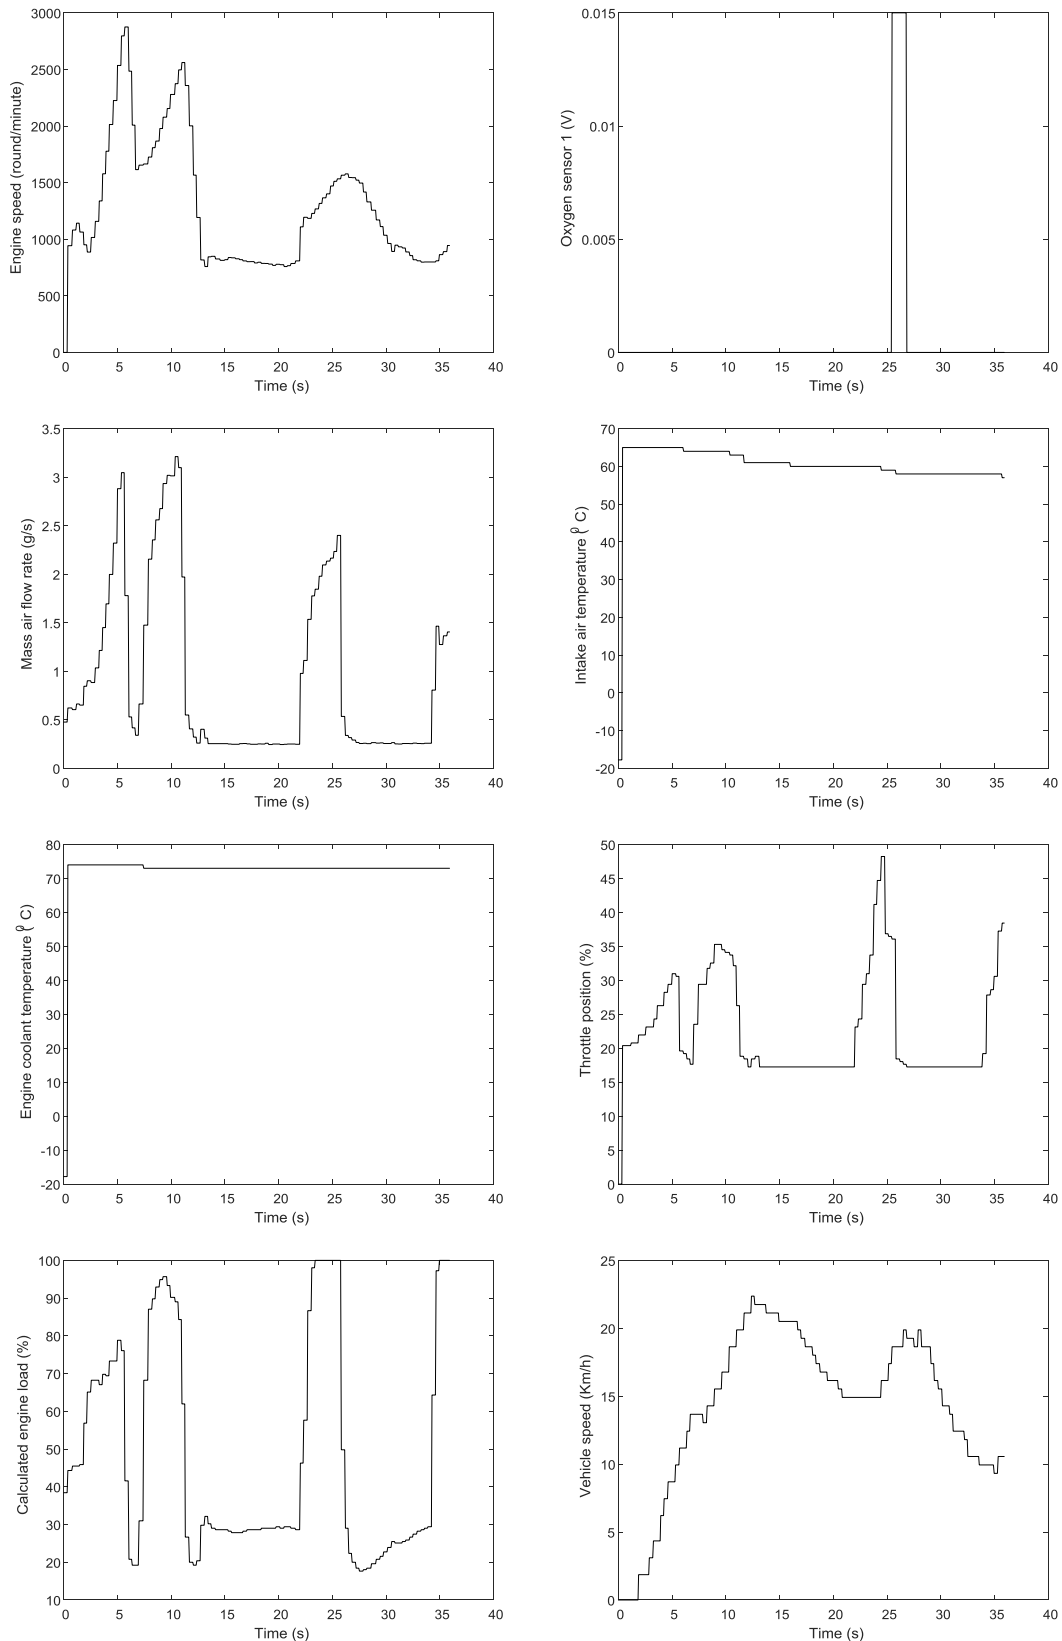 3000
2500
2000
1500
1000
500
0
Engine speed (round/minute)
0 5 10 15 20 25 30 35 40
Time (s)
0.015
0.01
0.005
0
Oxygen sensor 1 (V)
0 5 10 15 20 25 30 35 40
Time (s)
3.5
3
2.5
2
1.5
1
0.5
0
Mass air flow rate (g/s)
0 5 10 15 20 25 30 35 40
Time (s)
70
60
50
40
30
20
10
0
-10
-20
Intake air temperature (⁰ C)
0 5 10 15 20 25 30 35 40
Time (s)
80
70
60
50
40
30
20
10
0
-10
-20
Engine coolant temperature (⁰ C)
0 5 10 15 20 25 30 35 40
Time (s)
50
45
40
35
30
25
20
15
10
5
0
Throttle position (%)
0 5 10 15 20 25 30 35 40
Time (s)
100
90
80
70
60
50
40
30
20
10
Calculated engine load (%)
0 5 10 15 20 25 30 35 40
Time (s)
25
20
15
10
5
0
Vehicle speed (Km/h)
0 5 10 15 20 25 30 35 40
Time (s)